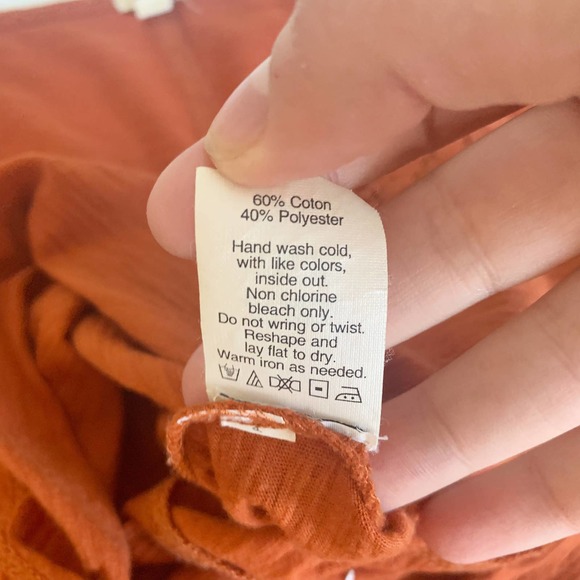 60% Coton
40% Polyester
Hand wash cold,
with like colors,
inside out.
Non chlorine
bleach only.
Do not wring or twist.
Reshape and
lay flat to dry.
Warm iron as needed.